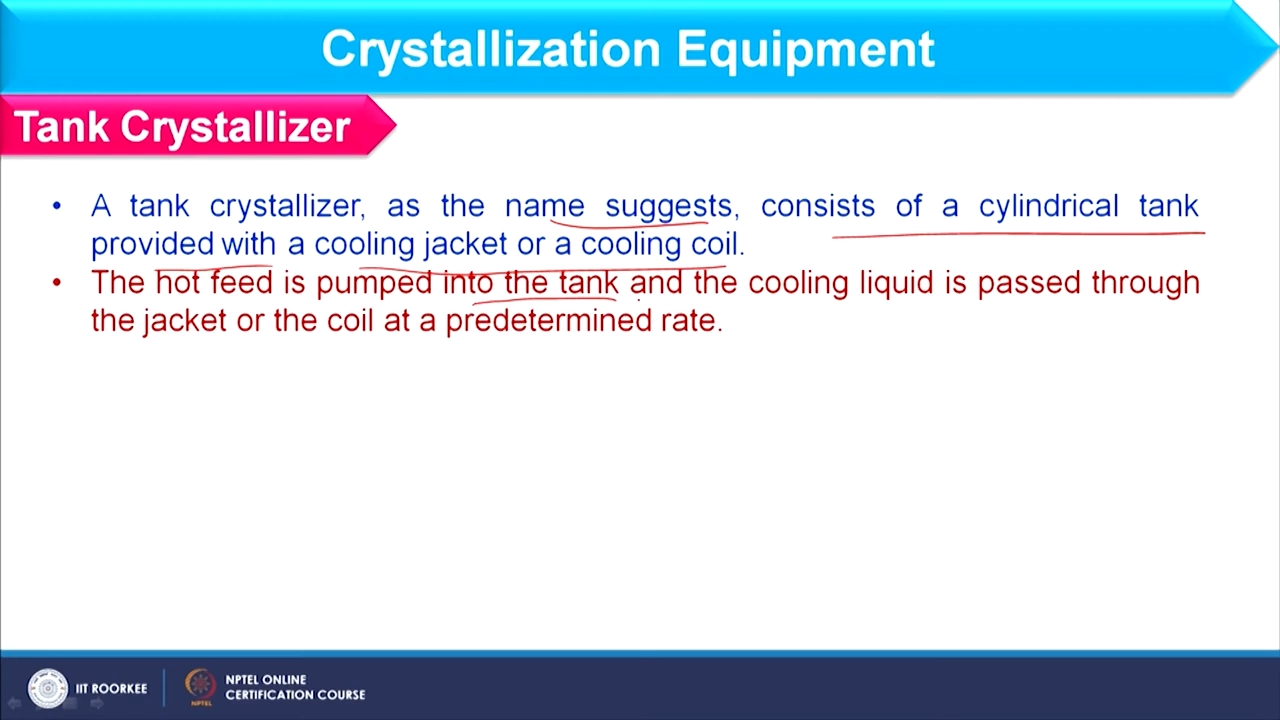 Crystallization Equipment
Tank Crystallizer
• A tank crystallizer, as the name suggests, consists of a cylindrical tank
provided with a cooling jacket or a cooling coil.
• The hot feed is pumped into the tank and the cooling liquid is passed through
the jacket or the coil at a predetermined rate.
IIT ROORKEE
NPTEL
NPTEL ONLINE
CERTIFICATION COURSE